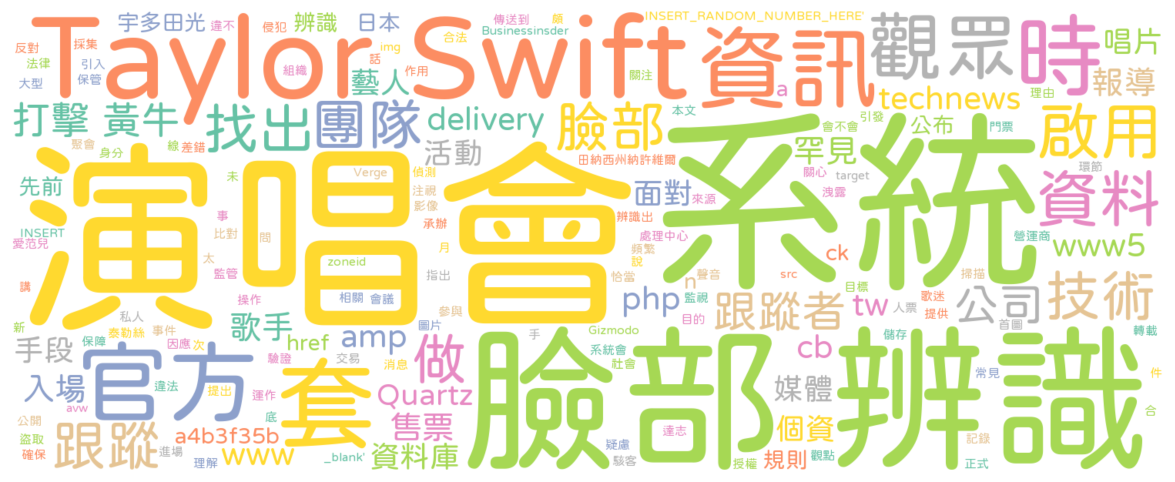 宇多田光
違不
侵犯
辨識
日本
傳送到
頗
INSERT_RANDOM_NUMBER_HERE'
Businessinsder
合法
img
話
反對
採集
法律
引入
大型
保管
組織
藝人
作用
關注
Taylor Swift
資訊
觀眾
時
唱片
報導
理由
a
technews
本文
引發
打擊
黃牛
找出
團隊
delivery
臉部
會不會
公布
門票
啟用
聚會
身分
線
差錯
未
Verge
偵測
活動
田納西州納許維爾
罕見
關心
target
環節
先前
注視
影像
面對
來源
洩露
資料
INSERT
事
比對
問
承辦
辨識出
愛范兒
太
監管
月
處理中心
頻繁
說
營運商
www5
演唱會
系統
講
zoneid
指出
恰當
聲音
n
src
ck
掃描
操作
相關
會議
php
監視
目的
目標
tw
人票
歌迷
提供
公司
首圖
技術
轉載
新
私人
參與
跟蹤者
泰勒絲
事件
歌手
amp
圖片
手
Gizmodo
儲存
保障
因應
次
href
手段
驗證
交易
消息
做
系統會
社會
cb
官方
套
臉部辨識
入場
違法
提出
運作
Quartz
媒體
常見
件
avw
底
公開
售票
遠志
個資
合
跟蹤
盜取
a4b3f35b
疑慮
記錄
確保
進場
www
理解
_blank'
資料庫
駭客
授權
規則
觀點
正式